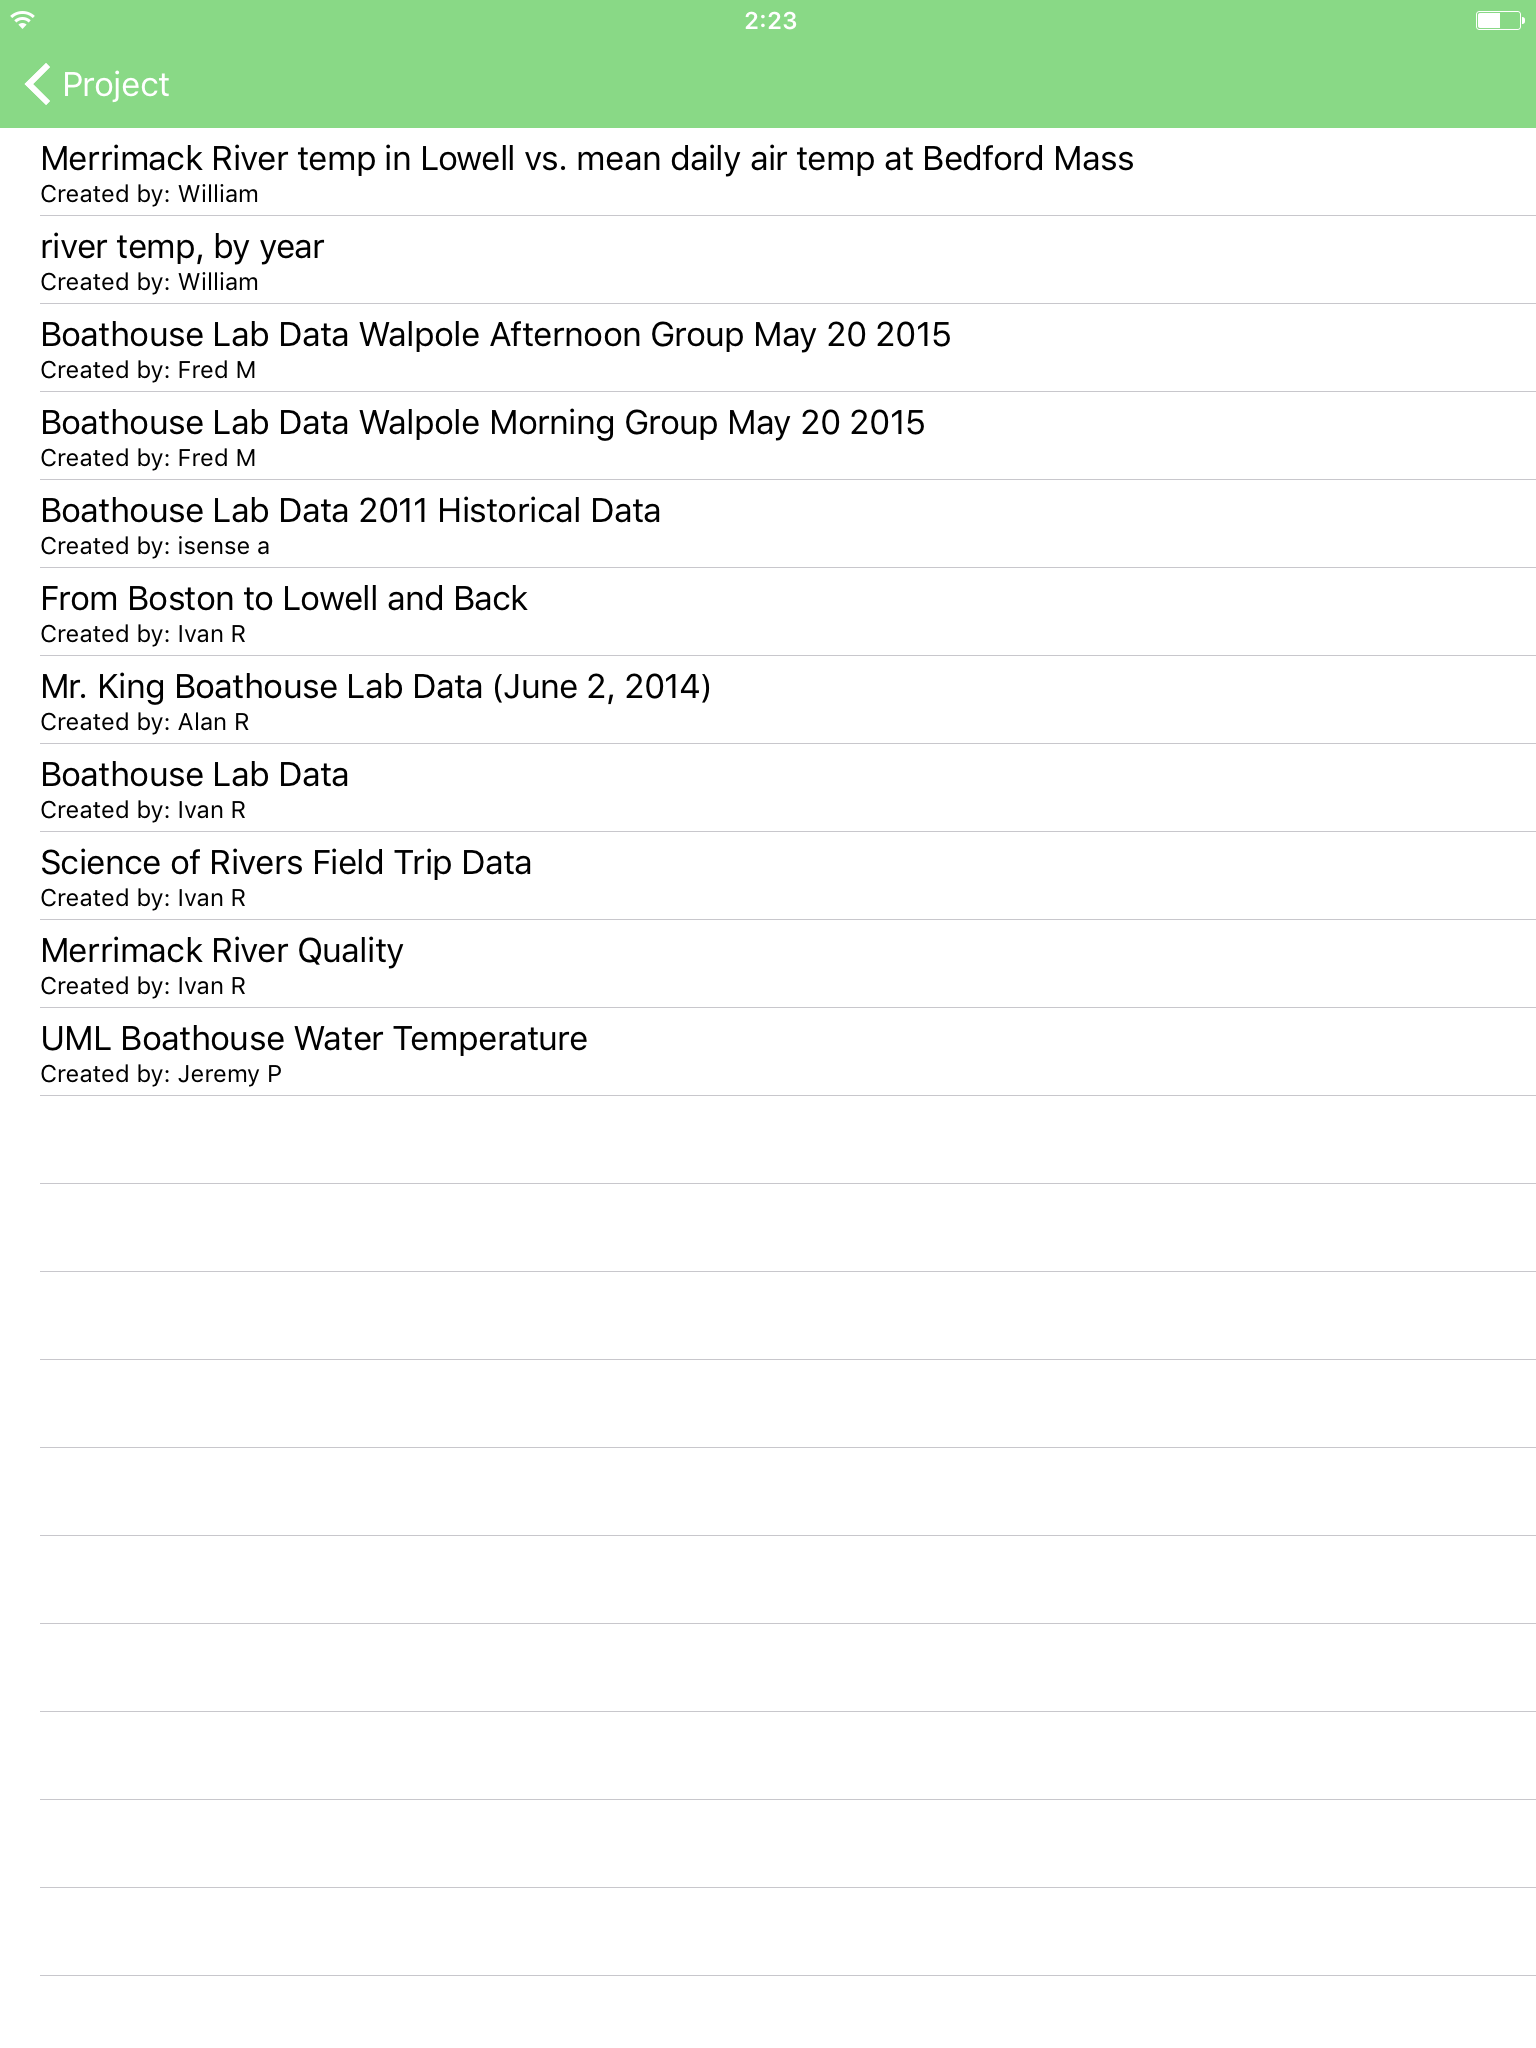 2:23
Project
Merrimack River temp in Lowell vs. mean daily air temp at Bedford Mass
Created by: William
river temp, by year
Created by: William
Boathouse Lab Data Walpole Afternoon Group May 20 2015
Created by: Fred M
Boathouse Lab Data Walpole Morning Group May 20 2015
Created by: Fred M
Boathouse Lab Data 2011 Historical Data
Created by: isense a
From Boston to Lowell and Back
Created by: Ivan R
Mr. King Boathouse Lab Data (June 2, 2014)
Created by: Alan R
Boathouse Lab Data
Created by: Ivan R
Science of Rivers Field Trip Data
Created by: Ivan R
Merrimack River Quality
Created by: Ivan R
UML Boathouse Water Temperature
Created by: Jeremy P